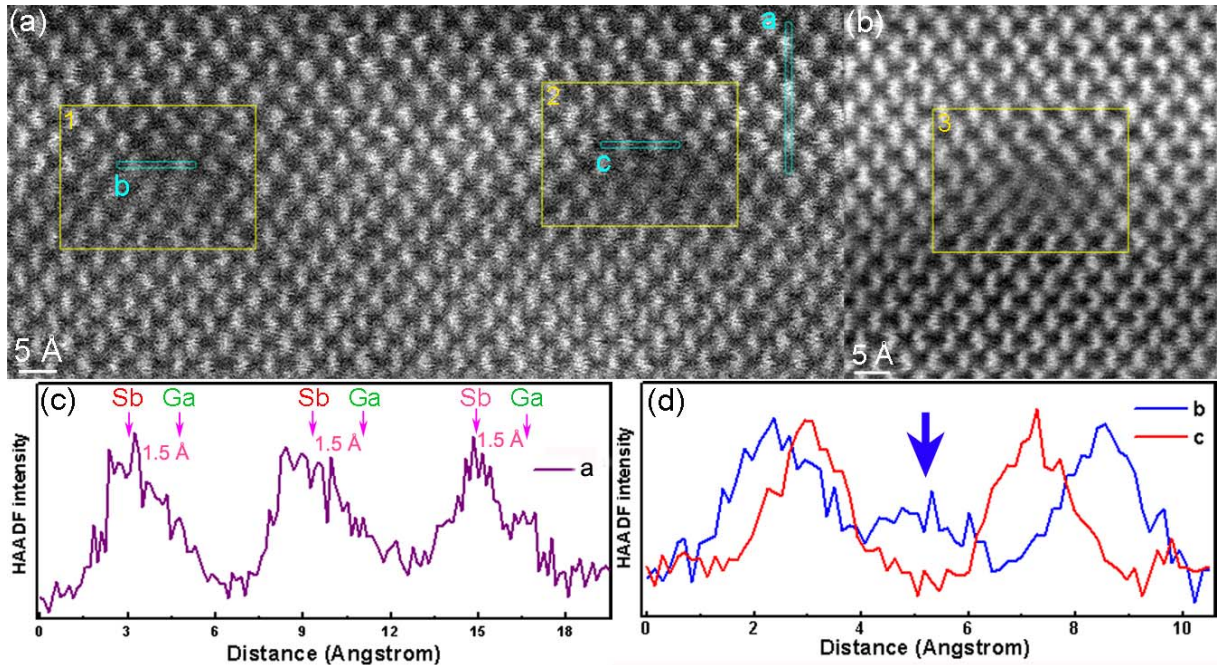 (a)
a
(b)
1
2
3
b
c
5 Å
5 Å
(c)
Sb Ga Sb Ga Sb Ga
1.5 Å 1.5 Å 1.5 Å
a
HAADF intensity
0 3 6 9 12 15 18
Distance (Angstrom)
(d)
b
c
HAADF intensity
0 2 4 6 8 10
Distance (Angstrom)